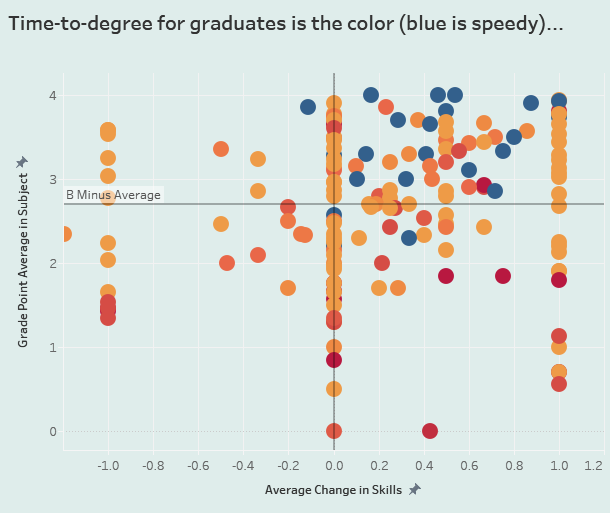 Time-to-degree for graduates is the color (blue is speedy)...
4
3
B Minus Average
2
1
0
Grade Point Average in Subject
-1.0 -0.8 -0.6 -0.4 -0.2 0.0 0.2 0.4 0.6 0.8 1.0 1.2
Average Change in Skills